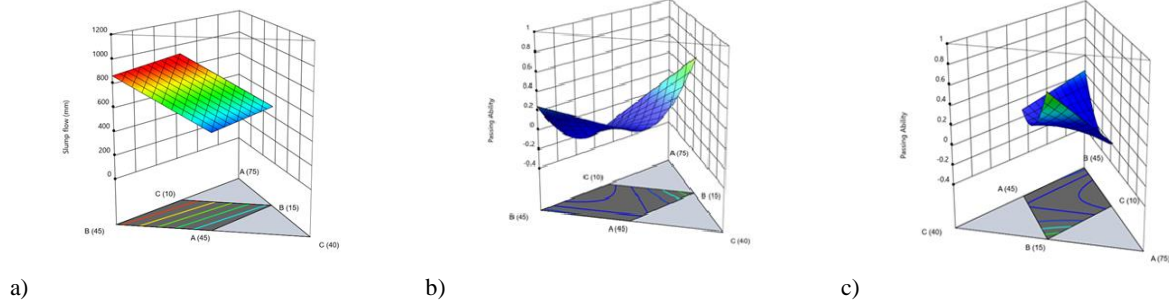 1200
1000
800
600
400
200
0
Slump flow (mm)
A (75)
C (10)
B (15)
B (45)
A (45)
C (40)
a)
1
0.8
0.6
0.4
0.2
0
-0.2
-0.4
Passing Ability
A (75)
C (10)
B (15)
B (45)
A (45)
C (40)
b)
1
0.8
0.6
0.4
0.2
0
-0.2
-0.4
Passing Ability
B (45)
A (45)
C (10)
C (40)
B (15)
A (75)
c)